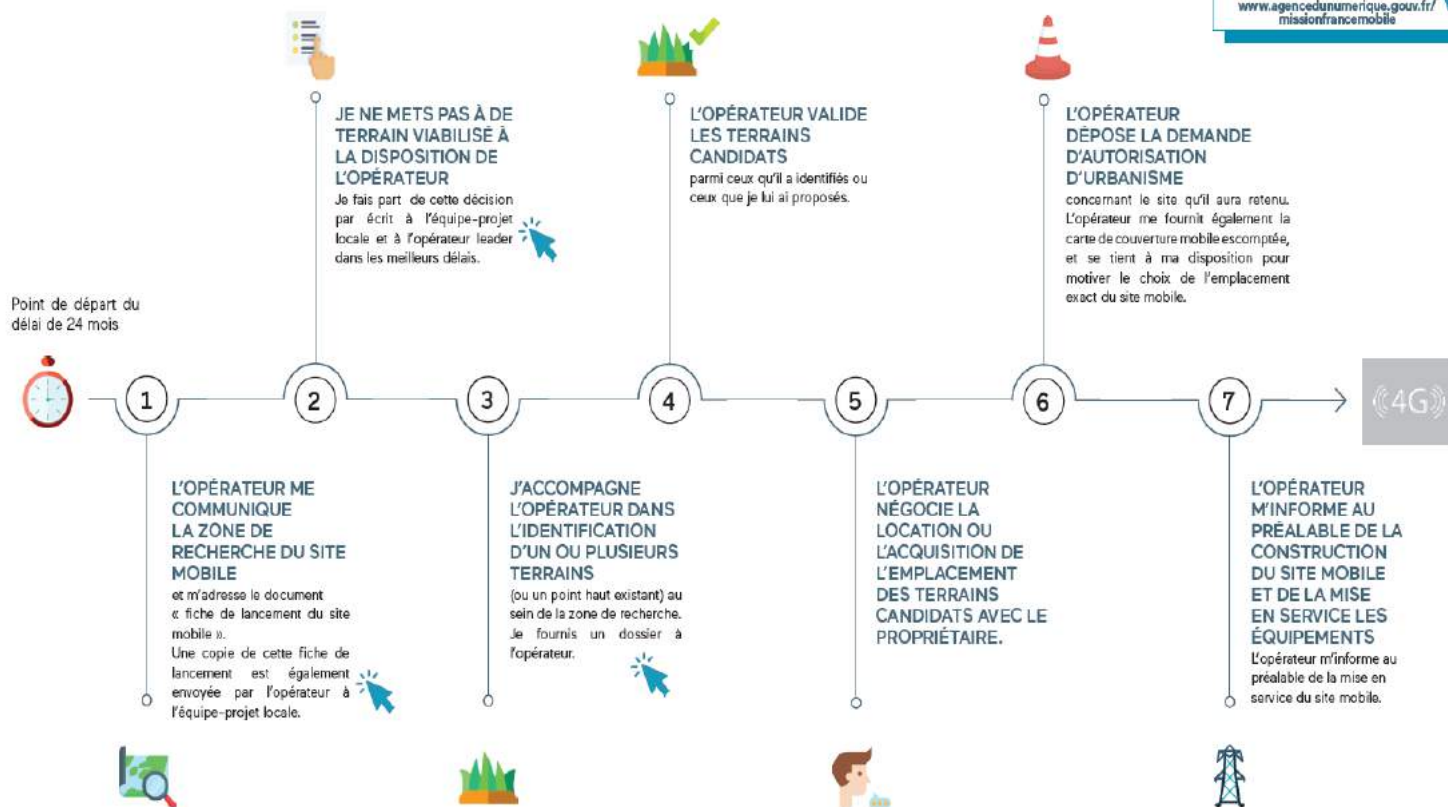 www.agencedunumerique.gouv.fr/
missionfrancemobile
JE NE METS PAS À DE
TERRAIN VIABILISÉ À
LA DISPOSITION DE
L'OPÉRATEUR
Je fais part de cette décision
par écrit à l'équipe-projet
locale et à l'opérateur leader
dans les meilleurs délais.
L'OPÉRATEUR VALIDE
LES TERRAINS
CANDIDATS
parmi ceux qu'il a identifiés ou
ceux que je lui ai proposés.
L'OPÉRATEUR
DÉPOSE LA DEMANDE
D'AUTORISATION
D'URBANISME
concernant le site qu'il aura retenu.
L'opérateur me fournit également la
carte de couverture mobile escomptée,
et se tient à ma disposition pour
motiver le choix de l'emplacement
exact du site mobile.
Point de départ du
délai de 24 mois
1
2
3
4
5
6
7
4G
L'OPÉRATEUR ME
COMMUNIQUE
LA ZONE DE
RECHERCHE DU SITE
MOBILE
et m'adresse le document
« fiche de lancement du site
mobile ».
Une copie de cette fiche de
lancement est également
envoyée par l'opérateur à
l'équipe-projet locale.
J'ACCOMPAGNE
L'OPÉRATEUR DANS
L'IDENTIFICATION
D'UN OU PLUSIEURS
TERRAINS
(ou un point haut existant) au
sein de la zone de recherche.
Je fournis un dossier à
l'opérateur.
L'OPÉRATEUR
NÉGOCIE LA
LOCATION OU
L'ACQUISITION DE
L'EMPLACEMENT
DES TERRAINS
CANDIDATS AVEC LE
PROPRIÉTAIRE.
L'OPÉRATEUR
M'INFORME AU
PRÉALABLE DE LA
CONSTRUCTION
DU SITE MOBILE
ET DE LA MISE
EN SERVICE LES
ÉQUIPEMENTS
L'opérateur m'informe au
préalable de la mise en
service du site mobile.